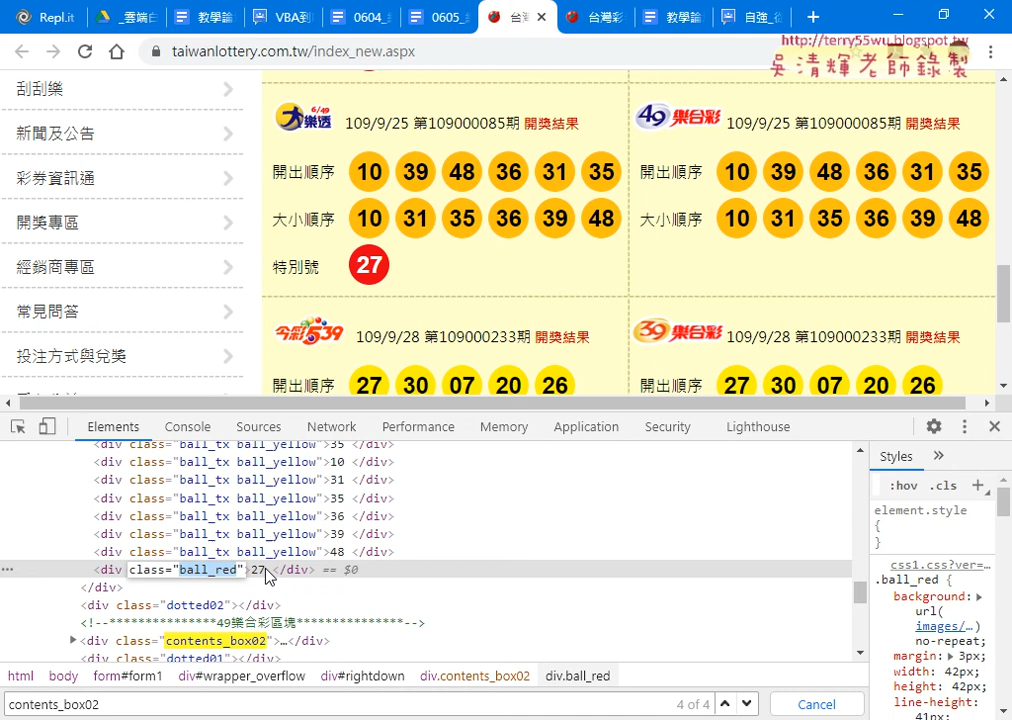 Repl.it
_雲端白
教學論
VBA到
0604_
0605_
台灣
台灣彩
教學論
自強_從
taiwanlottery.com.tw/index_new.aspx
http://terry55wu.blogspot.tw
吳清輝老師錄製
刮刮樂
新聞及公告
彩券資訊通
開獎專區
經銷商專區
常見問答
投注方式與兌獎
大樂透 6/49
109/9/25 第109000085期 開獎結果
開出順序 10 39 48 36 31 35
大小順序 10 31 35 36 39 48
特別號 27
49 樂合彩
109/9/25 第109000085期 開獎結果
開出順序 10 39 48 36 31 35
大小順序 10 31 35 36 39 48
今彩539
109/9/28 第109000233期 開獎結果
開出順序 27 30 07 20 26
39 樂合彩
109/9/28 第109000233期 開獎結果
開出順序 27 30 07 20 26
Elements Console Sources Network Performance Memory Application Security Lighthouse
<div class="ball_tx ball_yellow">35 </div>
<div class="ball_tx ball_yellow">10 </div>
<div class="ball_tx ball_yellow">31 </div>
<div class="ball_tx ball_yellow">35 </div>
<div class="ball_tx ball_yellow">36 </div>
<div class="ball_tx ball_yellow">39 </div>
<div class="ball_tx ball_yellow">48 </div>
<div class="ball_red">27 </div> == $0
</div>
<div class="dotted02"></div>
<!--***************49樂合彩區塊***************-->
<div class="contents_box02">…</div>
<div class="dotted01"></div>
html body form#form1 div#wrapper_overflow div#rightdown div.contents_box02 div.ball_red
contents_box02
4 of 4
Cancel
Styles »
:hov .cls +
element.style
{
}
css1.css?ver=…
.ball_red {
background:
url(
images/…)
no-repeat;
margin: 3px;
width: 42px;
height: 42px;
line-height:
41px;